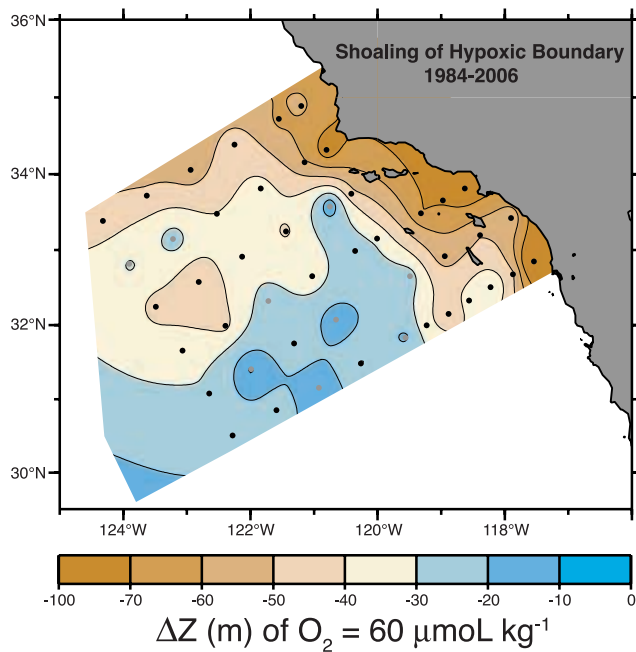 36°N
Shoaling of Hypoxic Boundary
1984-2006
34°N
32°N
30°N
124°W 122°W 120°W 118°W
-100 -70 -60 -50 -40 -30 -20 -10 0
ΔZ (m) of O₂ = 60 µmoL kg⁻¹